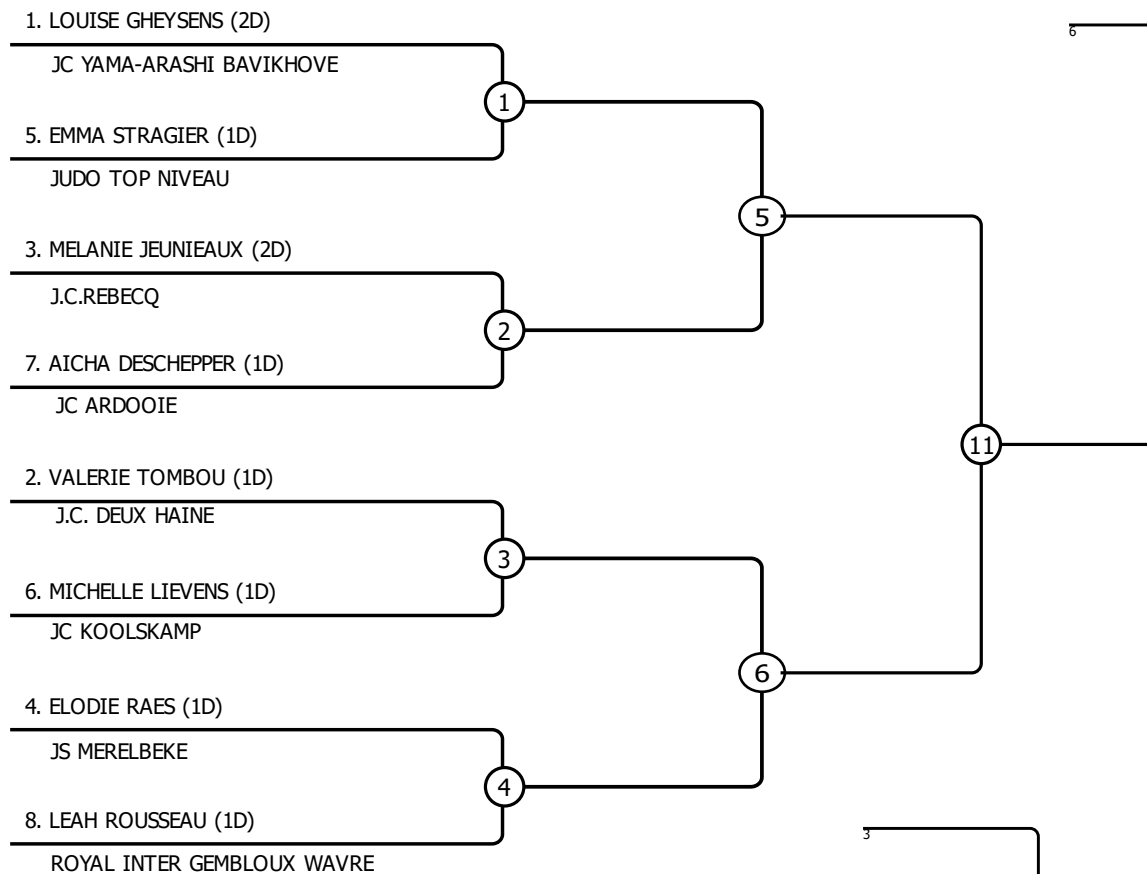 1. LOUISE GHEYSENS (2D)
6
JC YAMA-ARASHI BAVIKHOVE
1
5. EMMA STRAGIER (1D)
JUDO TOP NIVEAU
5
3. MELANIE JEUNIEAUX (2D)
J.C.REBECQ
2
7. AICHA DESCHEPPER (1D)
JC ARDOOIE
11
2. VALERIE TOMBOU (1D)
J.C. DEUX HAINE
3
6. MICHELLE LIEVENS (1D)
JC KOOLSKAMP
6
4. ELODIE RAES (1D)
JS MERELBEKE
4
8. LEAH ROUSSEAU (1D)
3
ROYAL INTER GEMBLOUX WAVRE